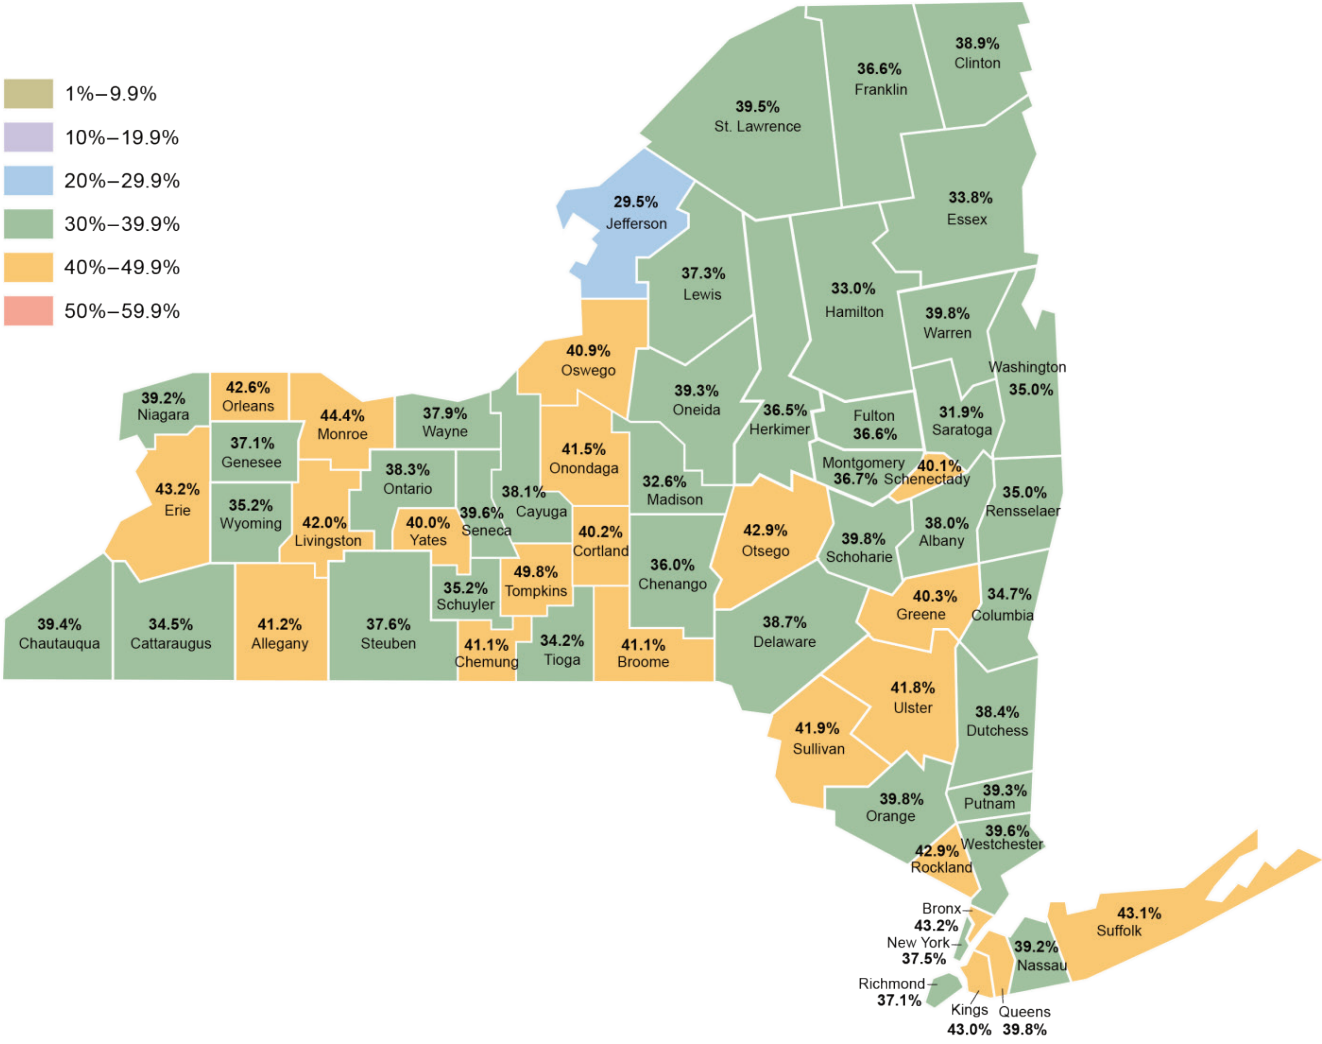 1%–9.9%
10%–19.9%
20%–29.9%
30%–39.9%
40%–49.9%
50%–59.9%
38.9%
Clinton
36.6%
Franklin
39.5%
St. Lawrence
33.8%
Essex
29.5%
Jefferson
37.3%
Lewis
33.0%
Hamilton
39.8%
Warren
Washington
35.0%
40.9%
Oswego
39.3%
Oneida
36.5%
Herkimer
Fulton
36.6%
31.9%
Saratoga
39.2%
Niagara
42.6%
Orleans
44.4%
Monroe
37.9%
Wayne
37.1%
Genesee
38.3%
Ontario
41.5%
Onondaga
32.6%
Madison
Montgomery
36.7%
40.1%
Schenectady
43.2%
Erie
35.2%
Wyoming
42.0%
Livingston
40.0%
Yates
39.6%
Seneca
38.1%
Cayuga
40.2%
Cortland
42.9%
Otsego
39.8%
Schoharie
38.0%
Albany
35.0%
Rensselaer
36.0%
Chenango
49.8%
Tompkins
35.2%
Schuyler
40.3%
Greene
34.7%
Columbia
39.4%
Chautauqua
34.5%
Cattaraugus
41.2%
Allegany
37.6%
Steuben
41.1%
Chemung
34.2%
Tioga
41.1%
Broome
38.7%
Delaware
41.8%
Ulster
38.4%
Dutchess
41.9%
Sullivan
39.8%
Orange
39.3%
Putnam
39.6%
Westchester
42.9%
Rockland
Bronx
43.2%
New York
37.5%
43.1%
Suffolk
39.2%
Nassau
Richmond
37.1%
Kings
43.0%
Queens
39.8%